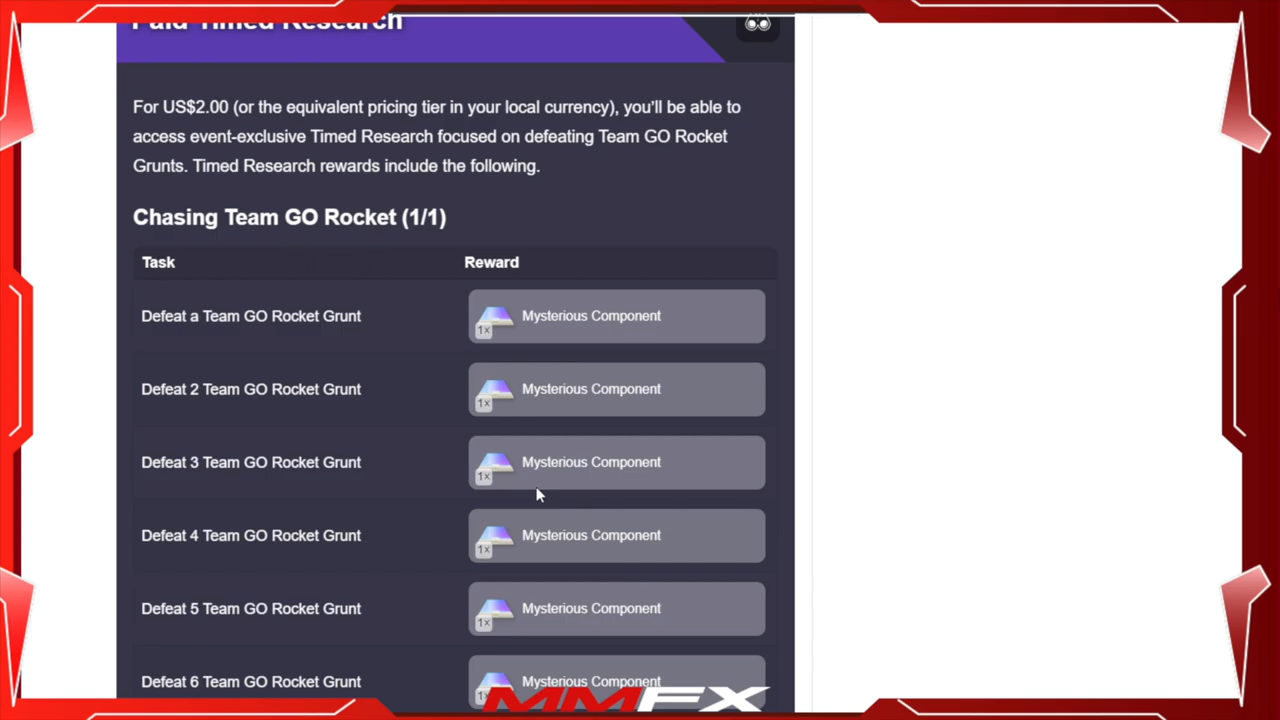 Paid Timed Research
For US$2.00 (or the equivalent pricing tier in your local currency), you'll be able to
access event-exclusive Timed Research focused on defeating Team GO Rocket
Grunts. Timed Research rewards include the following.
Chasing Team GO Rocket (1/1)
Task Reward
Defeat a Team GO Rocket Grunt 1× Mysterious Component
Defeat 2 Team GO Rocket Grunt 1× Mysterious Component
Defeat 3 Team GO Rocket Grunt 1× Mysterious Component
Defeat 4 Team GO Rocket Grunt 1× Mysterious Component
Defeat 5 Team GO Rocket Grunt 1× Mysterious Component
Defeat 6 Team GO Rocket Grunt 1× Mysterious Component
MMFX